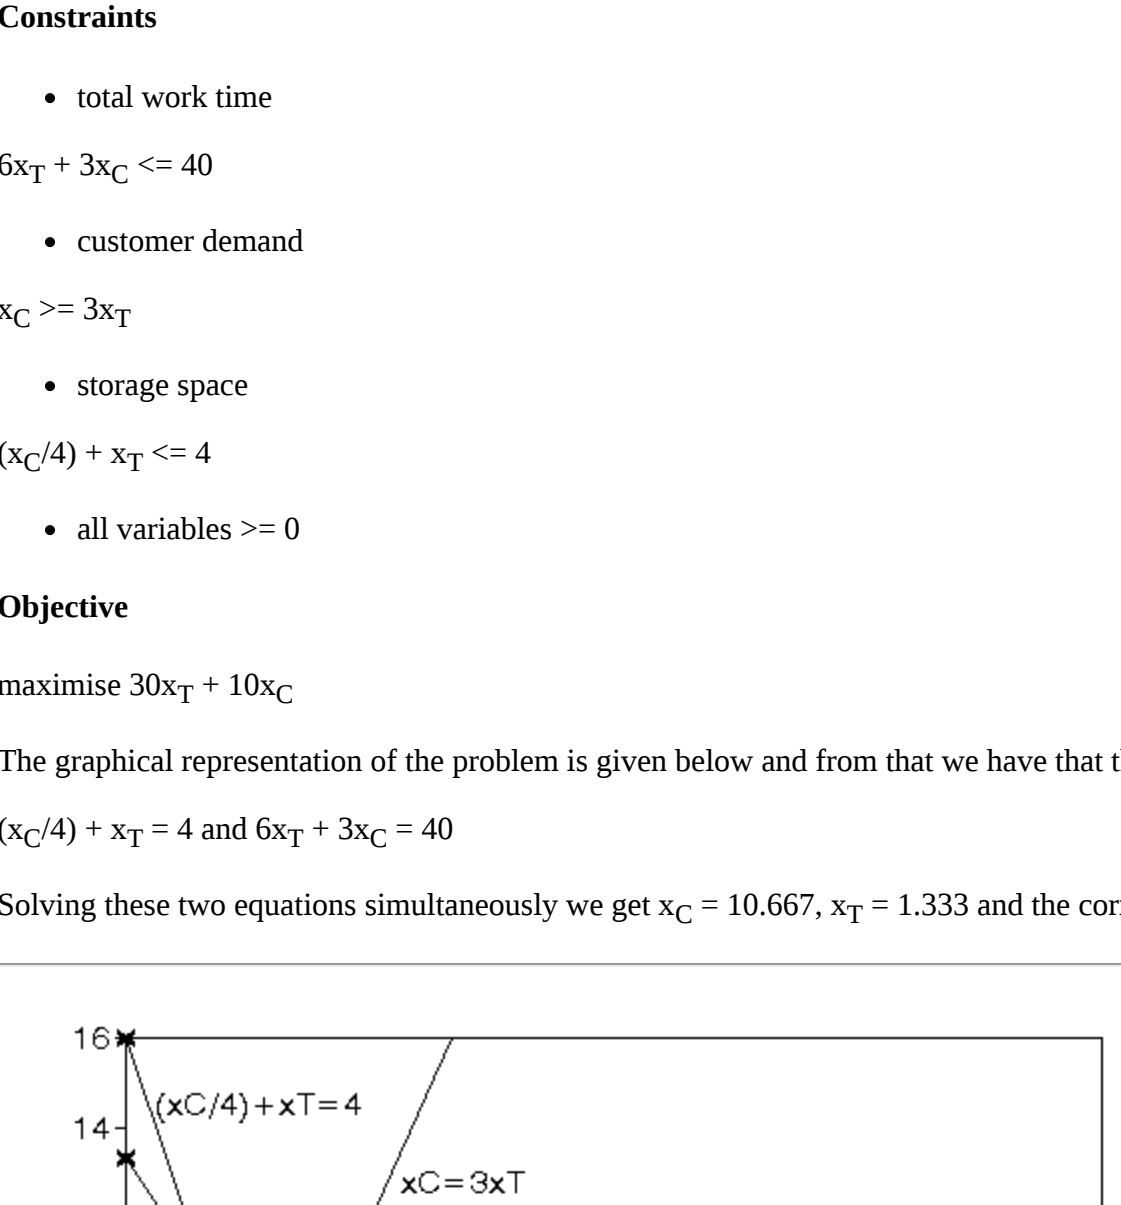 Constraints
• total work time
6xT + 3xC <= 40
• customer demand
xC >= 3xT
• storage space
(xC/4) + xT <= 4
• all variables >= 0
Objective
maximise 30xT + 10xC
The graphical representation of the problem is given below and from that we have that
(xC/4) + xT = 4 and 6xT + 3xC = 40
Solving these two equations simultaneously we get xC = 10.667, xT = 1.333 and the
16
(xC/4)+xT=4
14
xC=3xT